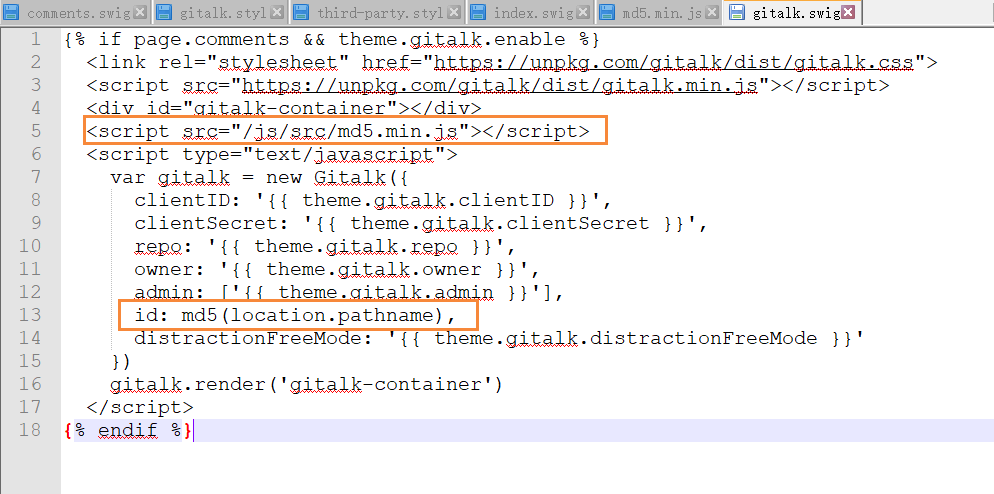 comments.swig gitalk.styl third-party.styl index.swig md5.min.js gitalk.swig
1 {% if page.comments && theme.gitalk.enable %}
2 <link rel="stylesheet" href="https://unpkg.com/gitalk/dist/gitalk.css">
3 <script src="https://unpkg.com/gitalk/dist/gitalk.min.js"></script>
4 <div id="gitalk-container"></div>
5 <script src="/js/src/md5.min.js"></script>
6 <script type="text/javascript">
7 var gitalk = new Gitalk({
8 clientID: '{{ theme.gitalk.clientID }}',
9 clientSecret: '{{ theme.gitalk.clientSecret }}',
10 repo: '{{ theme.gitalk.repo }}',
11 owner: '{{ theme.gitalk.owner }}',
12 admin: ['{{ theme.gitalk.admin }}'],
13 id: md5(location.pathname),
14 distractionFreeMode: '{{ theme.gitalk.distractionFreeMode }}'
15 })
16 gitalk.render('gitalk-container')
17 </script>
18 {% endif %}